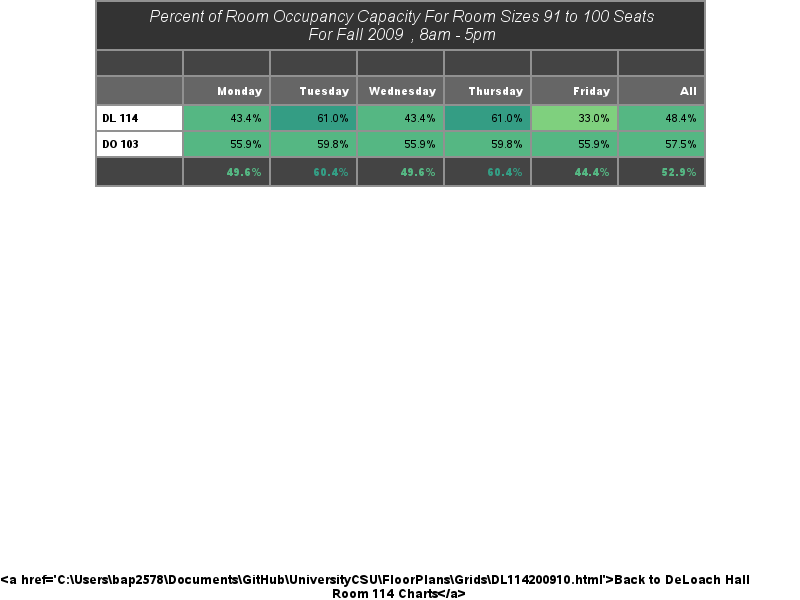 Percent of Room Occupancy Capacity For Room Sizes 91 to 100 Seats
For Fall 2009 , 8am - 5pm
Monday Tuesday Wednesday Thursday Friday All
DL 114 43.4% 61.0% 43.4% 61.0% 33.0% 48.4%
DO 103 55.9% 59.8% 55.9% 59.8% 55.9% 57.5%
49.6% 60.4% 49.6% 60.4% 44.4% 52.9%
<a href='C:\Users\bap2578\Documents\GitHub\UniversityCSU\FloorPlans\Grids\DL114200910.html'>Back to DeLoach Hall
Room 114 Charts</a>